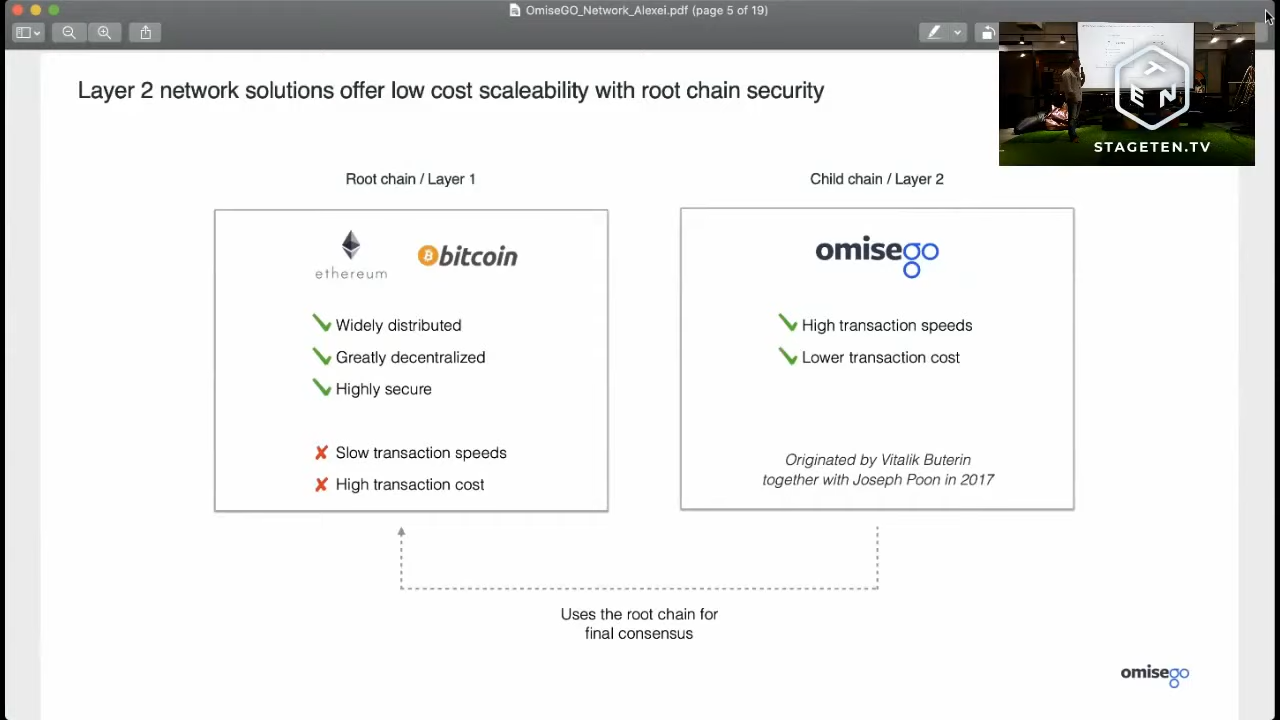 OmiseGO_Network_Alexei.pdf (page 5 of 19)
Layer 2 network solutions offer low cost scaleability with root chain security
TEN
STAGETEN.TV
Root chain / Layer 1
ethereum
bitcoin
Widely distributed
Greatly decentralized
Highly secure
Slow transaction speeds
High transaction cost
Child chain / Layer 2
omisego
High transaction speeds
Lower transaction cost
Originated by Vitalik Buterin
together with Joseph Poon in 2017
Uses the root chain for
final consensus
omisego